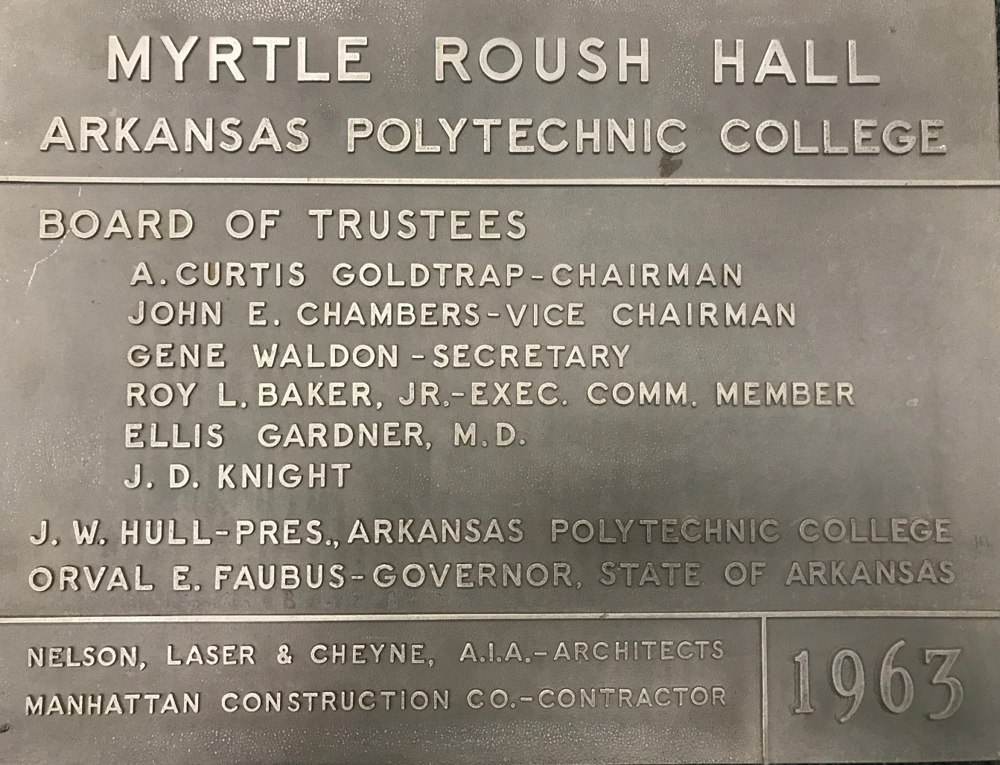 MYRTLE ROUSH HALL
ARKANSAS POLYTECHNIC COLLEGE
BOARD OF TRUSTEES
A. CURTIS GOLDTRAP-CHAIRMAN
JOHN E. CHAMBERS-VICE CHAIRMAN
GENE WALDON-SECRETARY
ROY L. BAKER, JR.-EXEC. COMM. MEMBER
ELLIS GARDNER, M.D.
J. D. KNIGHT
J. W. HULL-PRES., ARKANSAS POLYTECHNIC COLLEGE
ORVAL E. FAUBUS-GOVERNOR, STATE OF ARKANSAS
NELSON, LASER & CHEYNE, A.I.A.-ARCHITECTS
MANHATTAN CONSTRUCTION CO.-CONTRACTOR
1963